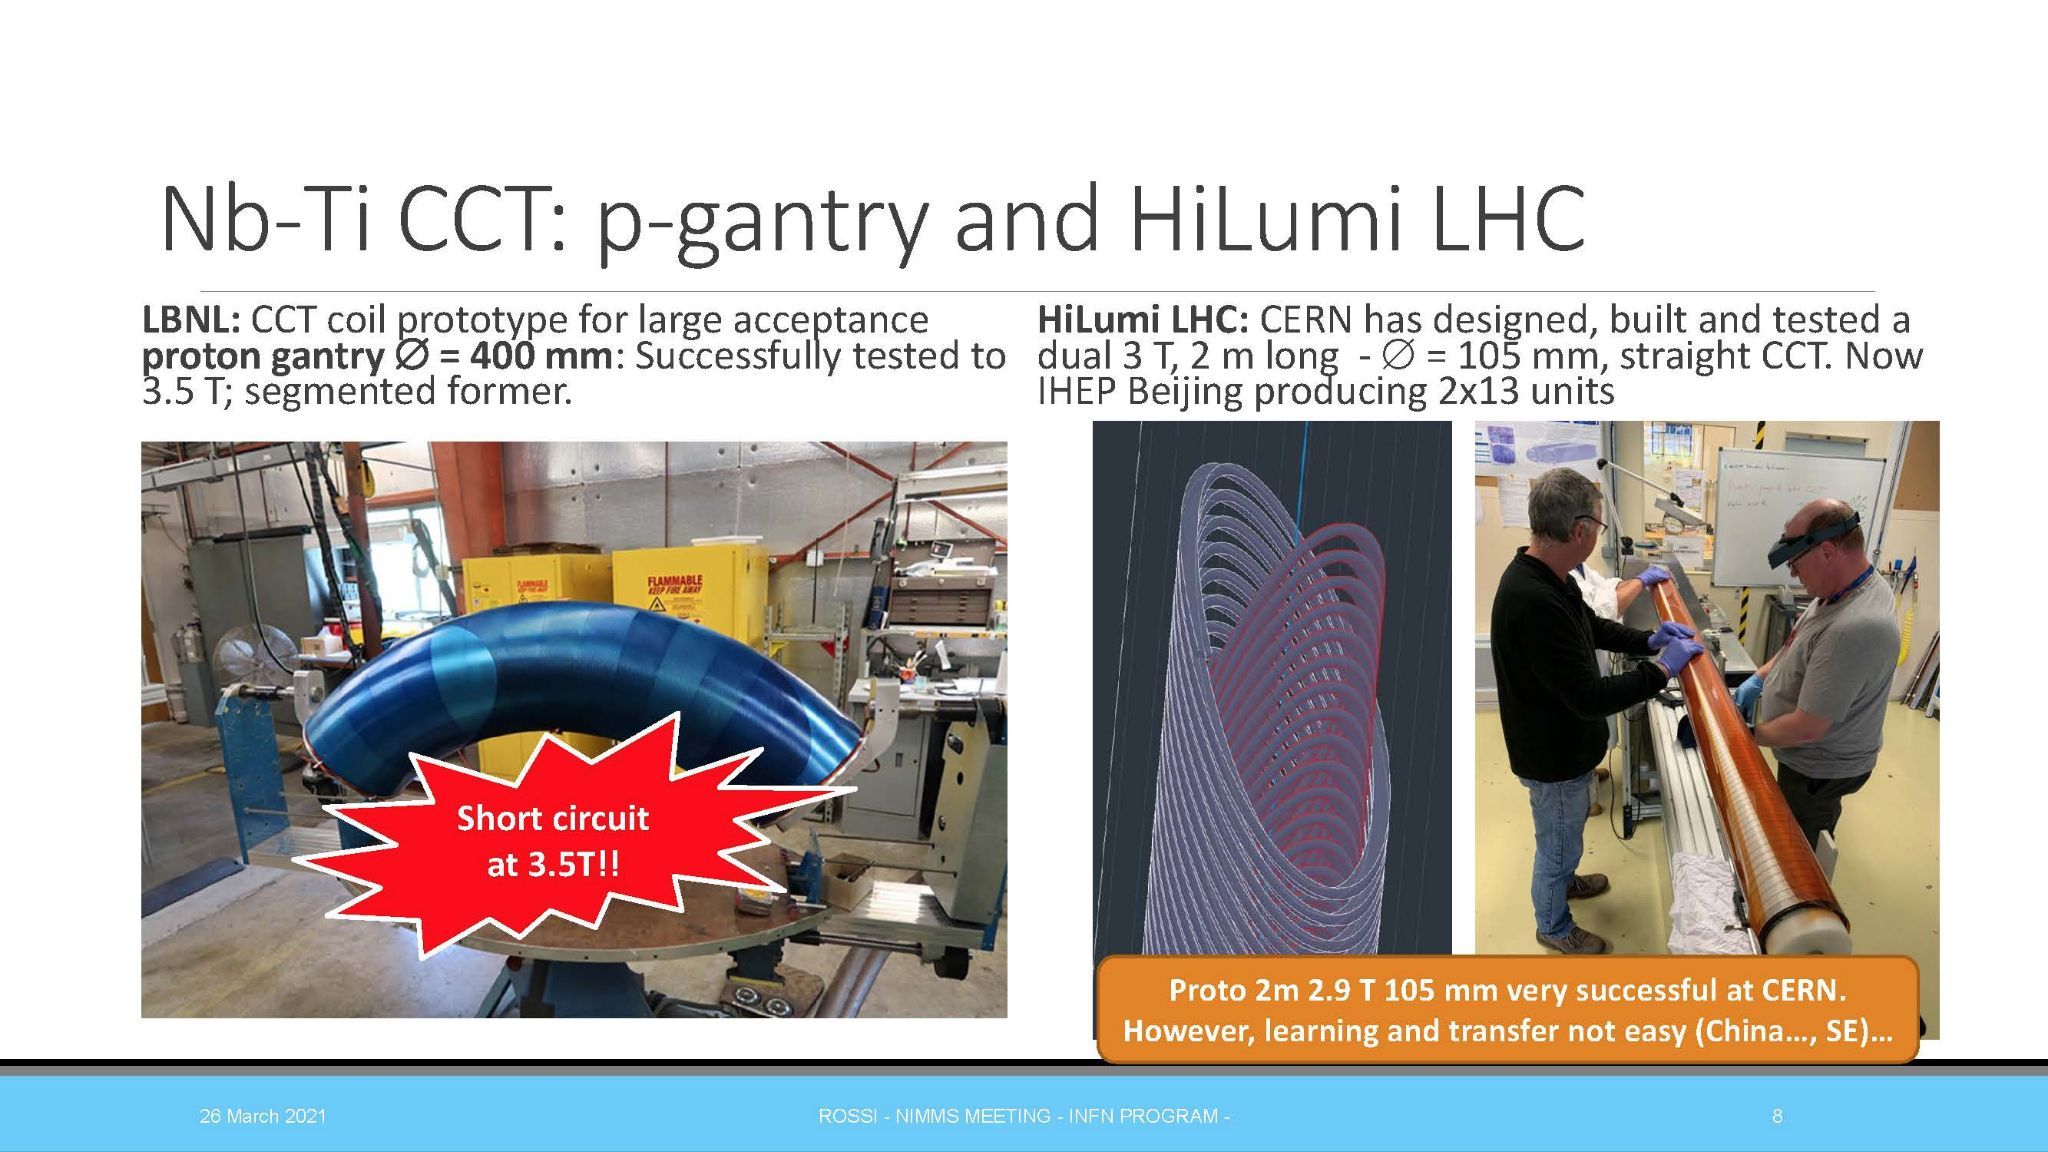 Nb-Ti CCT: p-gantry and HiLumi LHC
LBNL: CCT coil prototype for large acceptance
proton gantry ∅ = 400 mm: Successfully tested to
3.5 T; segmented former.
HiLumi LHC: CERN has designed, built and tested a
dual 3 T, 2 m long - ∅ = 105 mm, straight CCT. Now
IHEP Beijing producing 2x13 units
FLAMMABLE
KEEP FIRE AWAY
FLAMMABLE
KEEP FIRE AWAY
Short circuit
at 3.5T!!
Proto 2m 2.9 T 105 mm very successful at CERN.
However, learning and transfer not easy (China…, SE)…
26 March 2021
ROSSI - NIMMS MEETING - INFN PROGRAM -
8